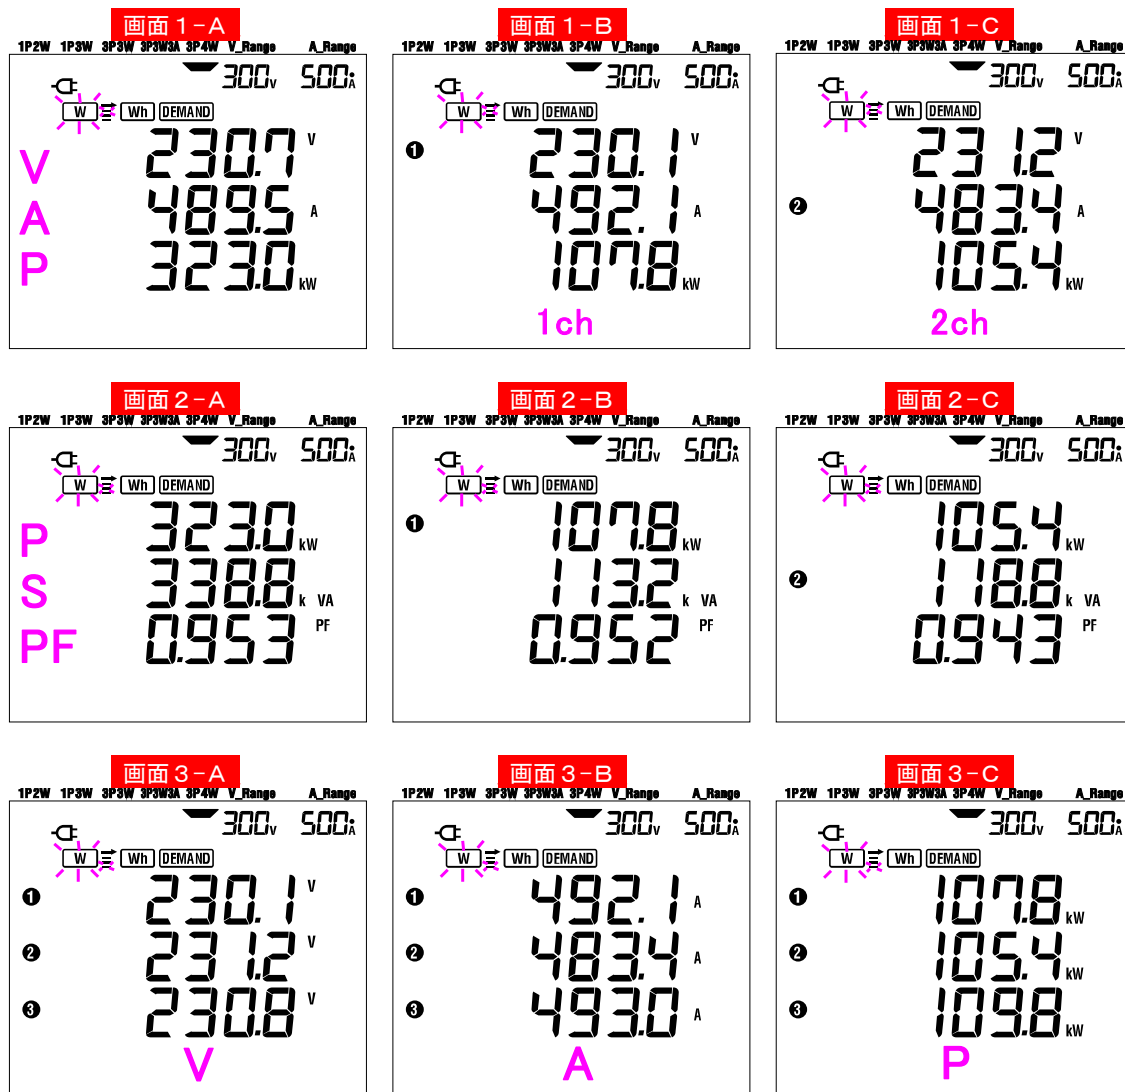 画面1-A 画面1-B 画面1-C
1P2W 1P3W 3P3W 3P3W3A 3P4W V_Range A_Range 1P2W 1P3W 3P3W 3P3W3A 3P4W V_Range A_Range 1P2W 1P3W 3P3W 3P3W3A 3P4W V_Range A_Range
300V 500A 300V 500A 300V 500A
W Wh DEMAND W Wh DEMAND W Wh DEMAND
V 230.7 V ❶ 230.1 V 231.2 V
A 489.5 A 492.1 A ❷ 483.4 A
P 323.0 kW 107.8 kW 105.4 kW
1ch 2ch
画面2-A 画面2-B 画面2-C
1P2W 1P3W 3P3W 3P3W3A 3P4W V_Range A_Range 1P2W 1P3W 3P3W 3P3W3A 3P4W V_Range A_Range 1P2W 1P3W 3P3W 3P3W3A 3P4W V_Range A_Range
300V 500A 300V 500A 300V 500A
W Wh DEMAND W Wh DEMAND W Wh DEMAND
P 323.0 kW ❶ 107.8 kW 105.4 kW
S 338.8 k VA 113.2 k VA ❷ 118.8 k VA
PF 0.953 PF 0.952 PF 0.943 PF
画面3-A 画面3-B 画面3-C
1P2W 1P3W 3P3W 3P3W3A 3P4W V_Range A_Range 1P2W 1P3W 3P3W 3P3W3A 3P4W V_Range A_Range 1P2W 1P3W 3P3W 3P3W3A 3P4W V_Range A_Range
300V 500A 300V 500A 300V 500A
W Wh DEMAND W Wh DEMAND W Wh DEMAND
❶ 230.1 V ❶ 492.1 A ❶ 107.8 kW
❷ 231.2 V ❷ 483.4 A ❷ 105.4 kW
❸ 230.8 V ❸ 493.0 A ❸ 109.8 kW
V A P